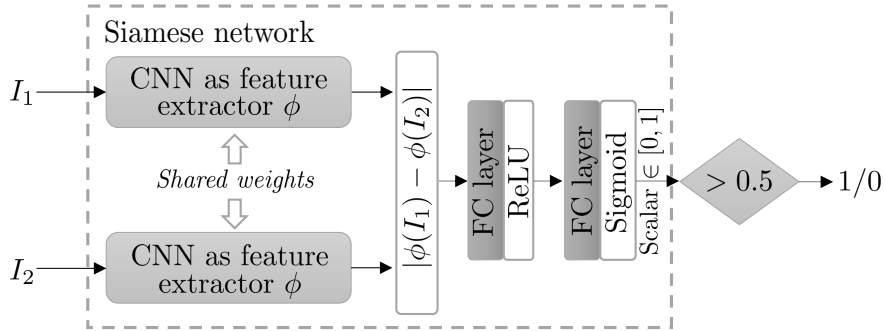 Siamese network
I₁
CNN as feature
extractor ϕ
Shared weights
I₂
CNN as feature
extractor ϕ
|ϕ(I₁) − ϕ(I₂)|
FC layer
ReLU
FC layer
Sigmoid
Scalar ∈ [0, 1]
> 0.5
1/0